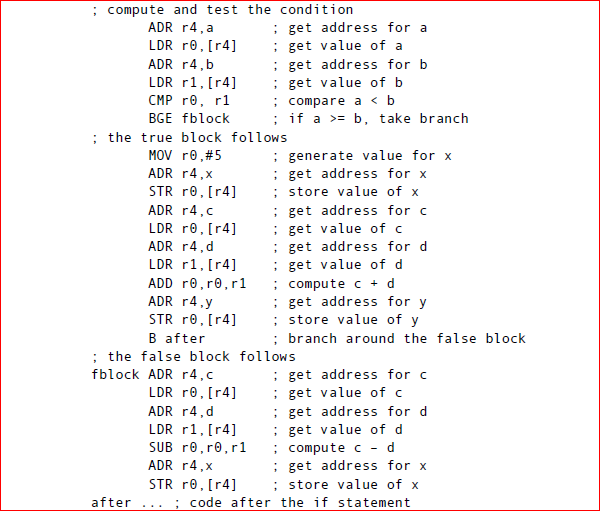 ; compute and test the condition
ADR r4,a ; get address for a
LDR r0,[r4] ; get value of a
ADR r4,b ; get address for b
LDR r1,[r4] ; get value of b
CMP r0, r1 ; compare a < b
BGE fblock ; if a >= b, take branch
; the true block follows
MOV r0,#5 ; generate value for x
ADR r4,x ; get address for x
STR r0,[r4] ; store value of x
ADR r4,c ; get address for c
LDR r0,[r4] ; get value of c
ADR r4,d ; get address for d
LDR r1,[r4] ; get value of d
ADD r0,r0,r1 ; compute c + d
ADR r4,y ; get address for y
STR r0,[r4] ; store value of y
B after ; branch around the false block
; the false block follows
fblock ADR r4,c ; get address for c
LDR r0,[r4] ; get value of c
ADR r4,d ; get address for d
LDR r1,[r4] ; get value of d
SUB r0,r0,r1 ; compute c – d
ADR r4,x ; get address for x
STR r0,[r4] ; store value of x
after ... ; code after the if statement